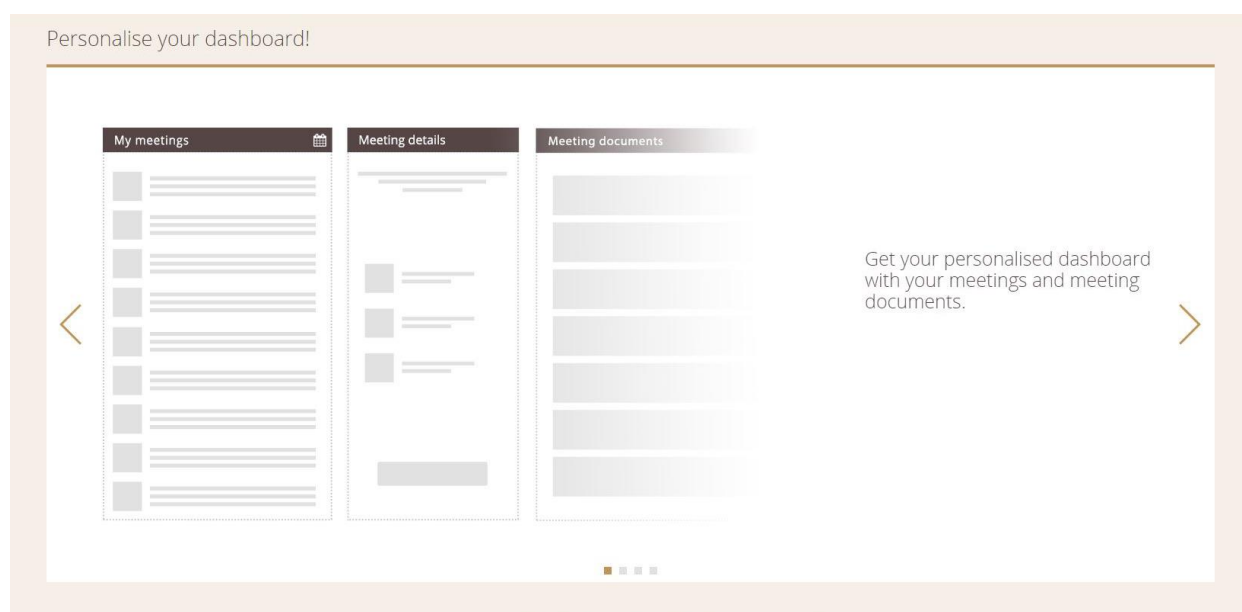 Personalise your dashboard!
My meetings
Meeting details
Meeting documents
Get your personalised dashboard
with your meetings and meeting
documents.